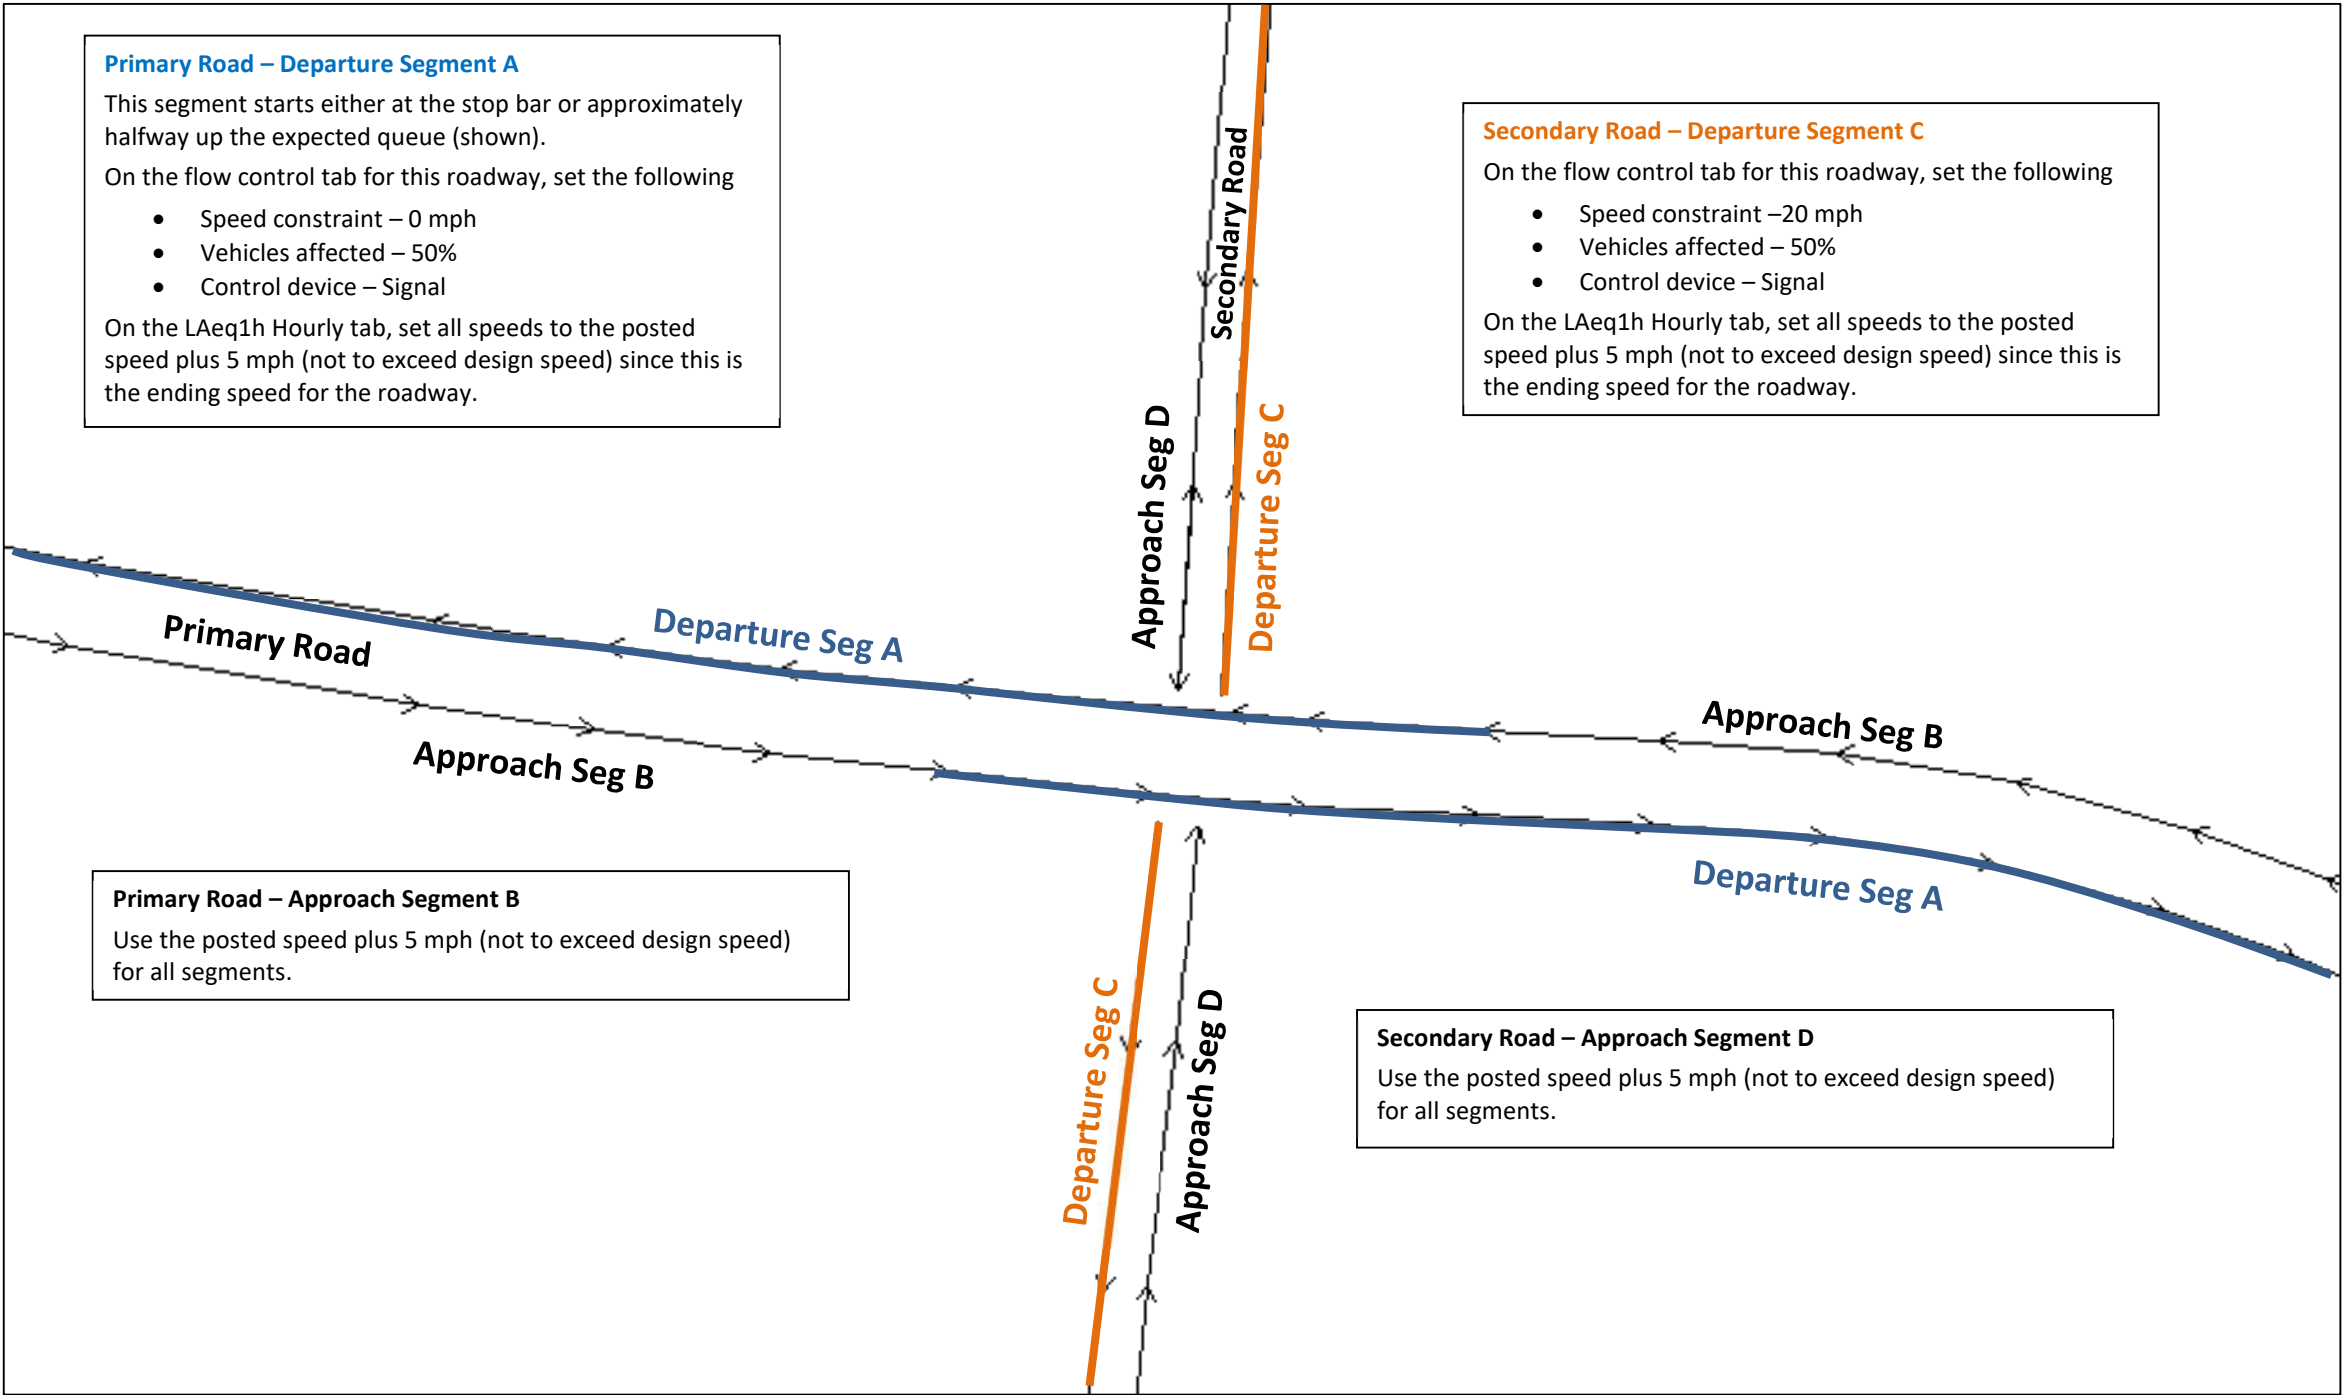 Primary Road – Departure Segment A
This segment starts either at the stop bar or approximately
halfway up the expected queue (shown).
On the flow control tab for this roadway, set the following
• Speed constraint – 0 mph
• Vehicles affected – 50%
• Control device – Signal
On the LAeq1h Hourly tab, set all speeds to the posted
speed plus 5 mph (not to exceed design speed) since this is
the ending speed for the roadway.
Secondary Road – Departure Segment C
On the flow control tab for this roadway, set the following
• Speed constraint –20 mph
• Vehicles affected – 50%
• Control device – Signal
On the LAeq1h Hourly tab, set all speeds to the posted
speed plus 5 mph (not to exceed design speed) since this is
the ending speed for the roadway.
Secondary Road
Approach Seg D
Departure Seg C
Primary Road
Departure Seg A
Approach Seg B
Approach Seg B
Departure Seg A
Primary Road – Approach Segment B
Use the posted speed plus 5 mph (not to exceed design speed)
for all segments.
Departure Seg C
Approach Seg D
Secondary Road – Approach Segment D
Use the posted speed plus 5 mph (not to exceed design speed)
for all segments.